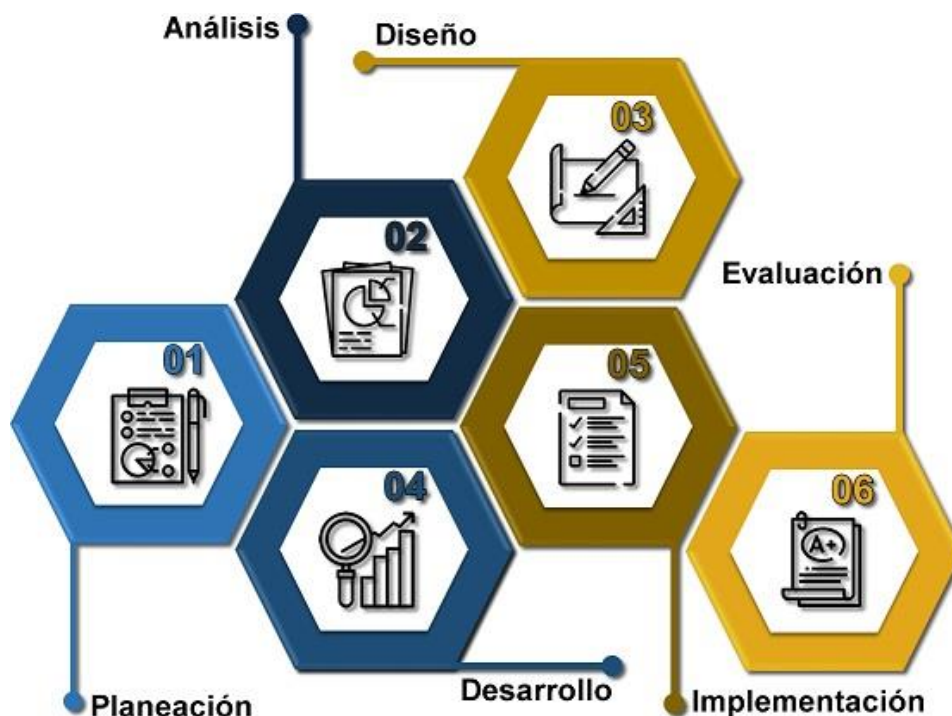 Análisis
Diseño
03
02
Evaluación
01
05
04
06
A+
Desarrollo
Planeación
Implementación